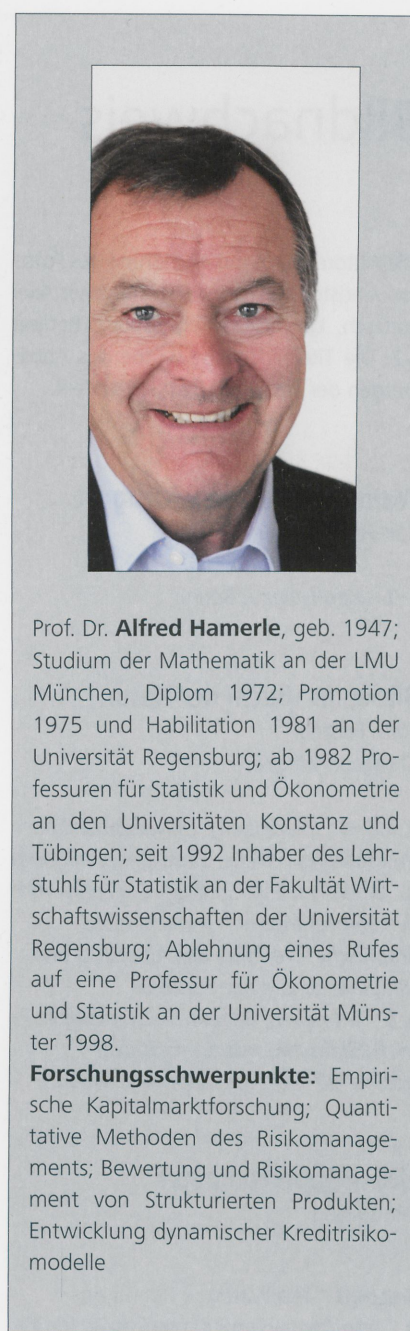 Prof. Dr. Alfred Hamerle, geb. 1947;
Studium der Mathematik an der LMU
München, Diplom 1972; Promotion
1975 und Habilitation 1981 an der
Universität Regensburg; ab 1982 Pro-
fessuren für Statistik und Ökonometrie
an den Universitäten Konstanz und
Tübingen; seit 1992 Inhaber des Lehr-
stuhls für Statistik an der Fakultät Wirt-
schaftswissenschaften der Universität
Regensburg; Ablehnung eines Rufes
auf eine Professur für Ökonometrie
und Statistik an der Universität Müns-
ter 1998.
Forschungsschwerpunkte: Empiri-
sche Kapitalmarktforschung; Quanti-
tative Methoden des Risikomanage-
ments; Bewertung und Risikomanage-
ment von Strukturierten Produkten;
Entwicklung dynamischer Kreditrisiko-
modelle